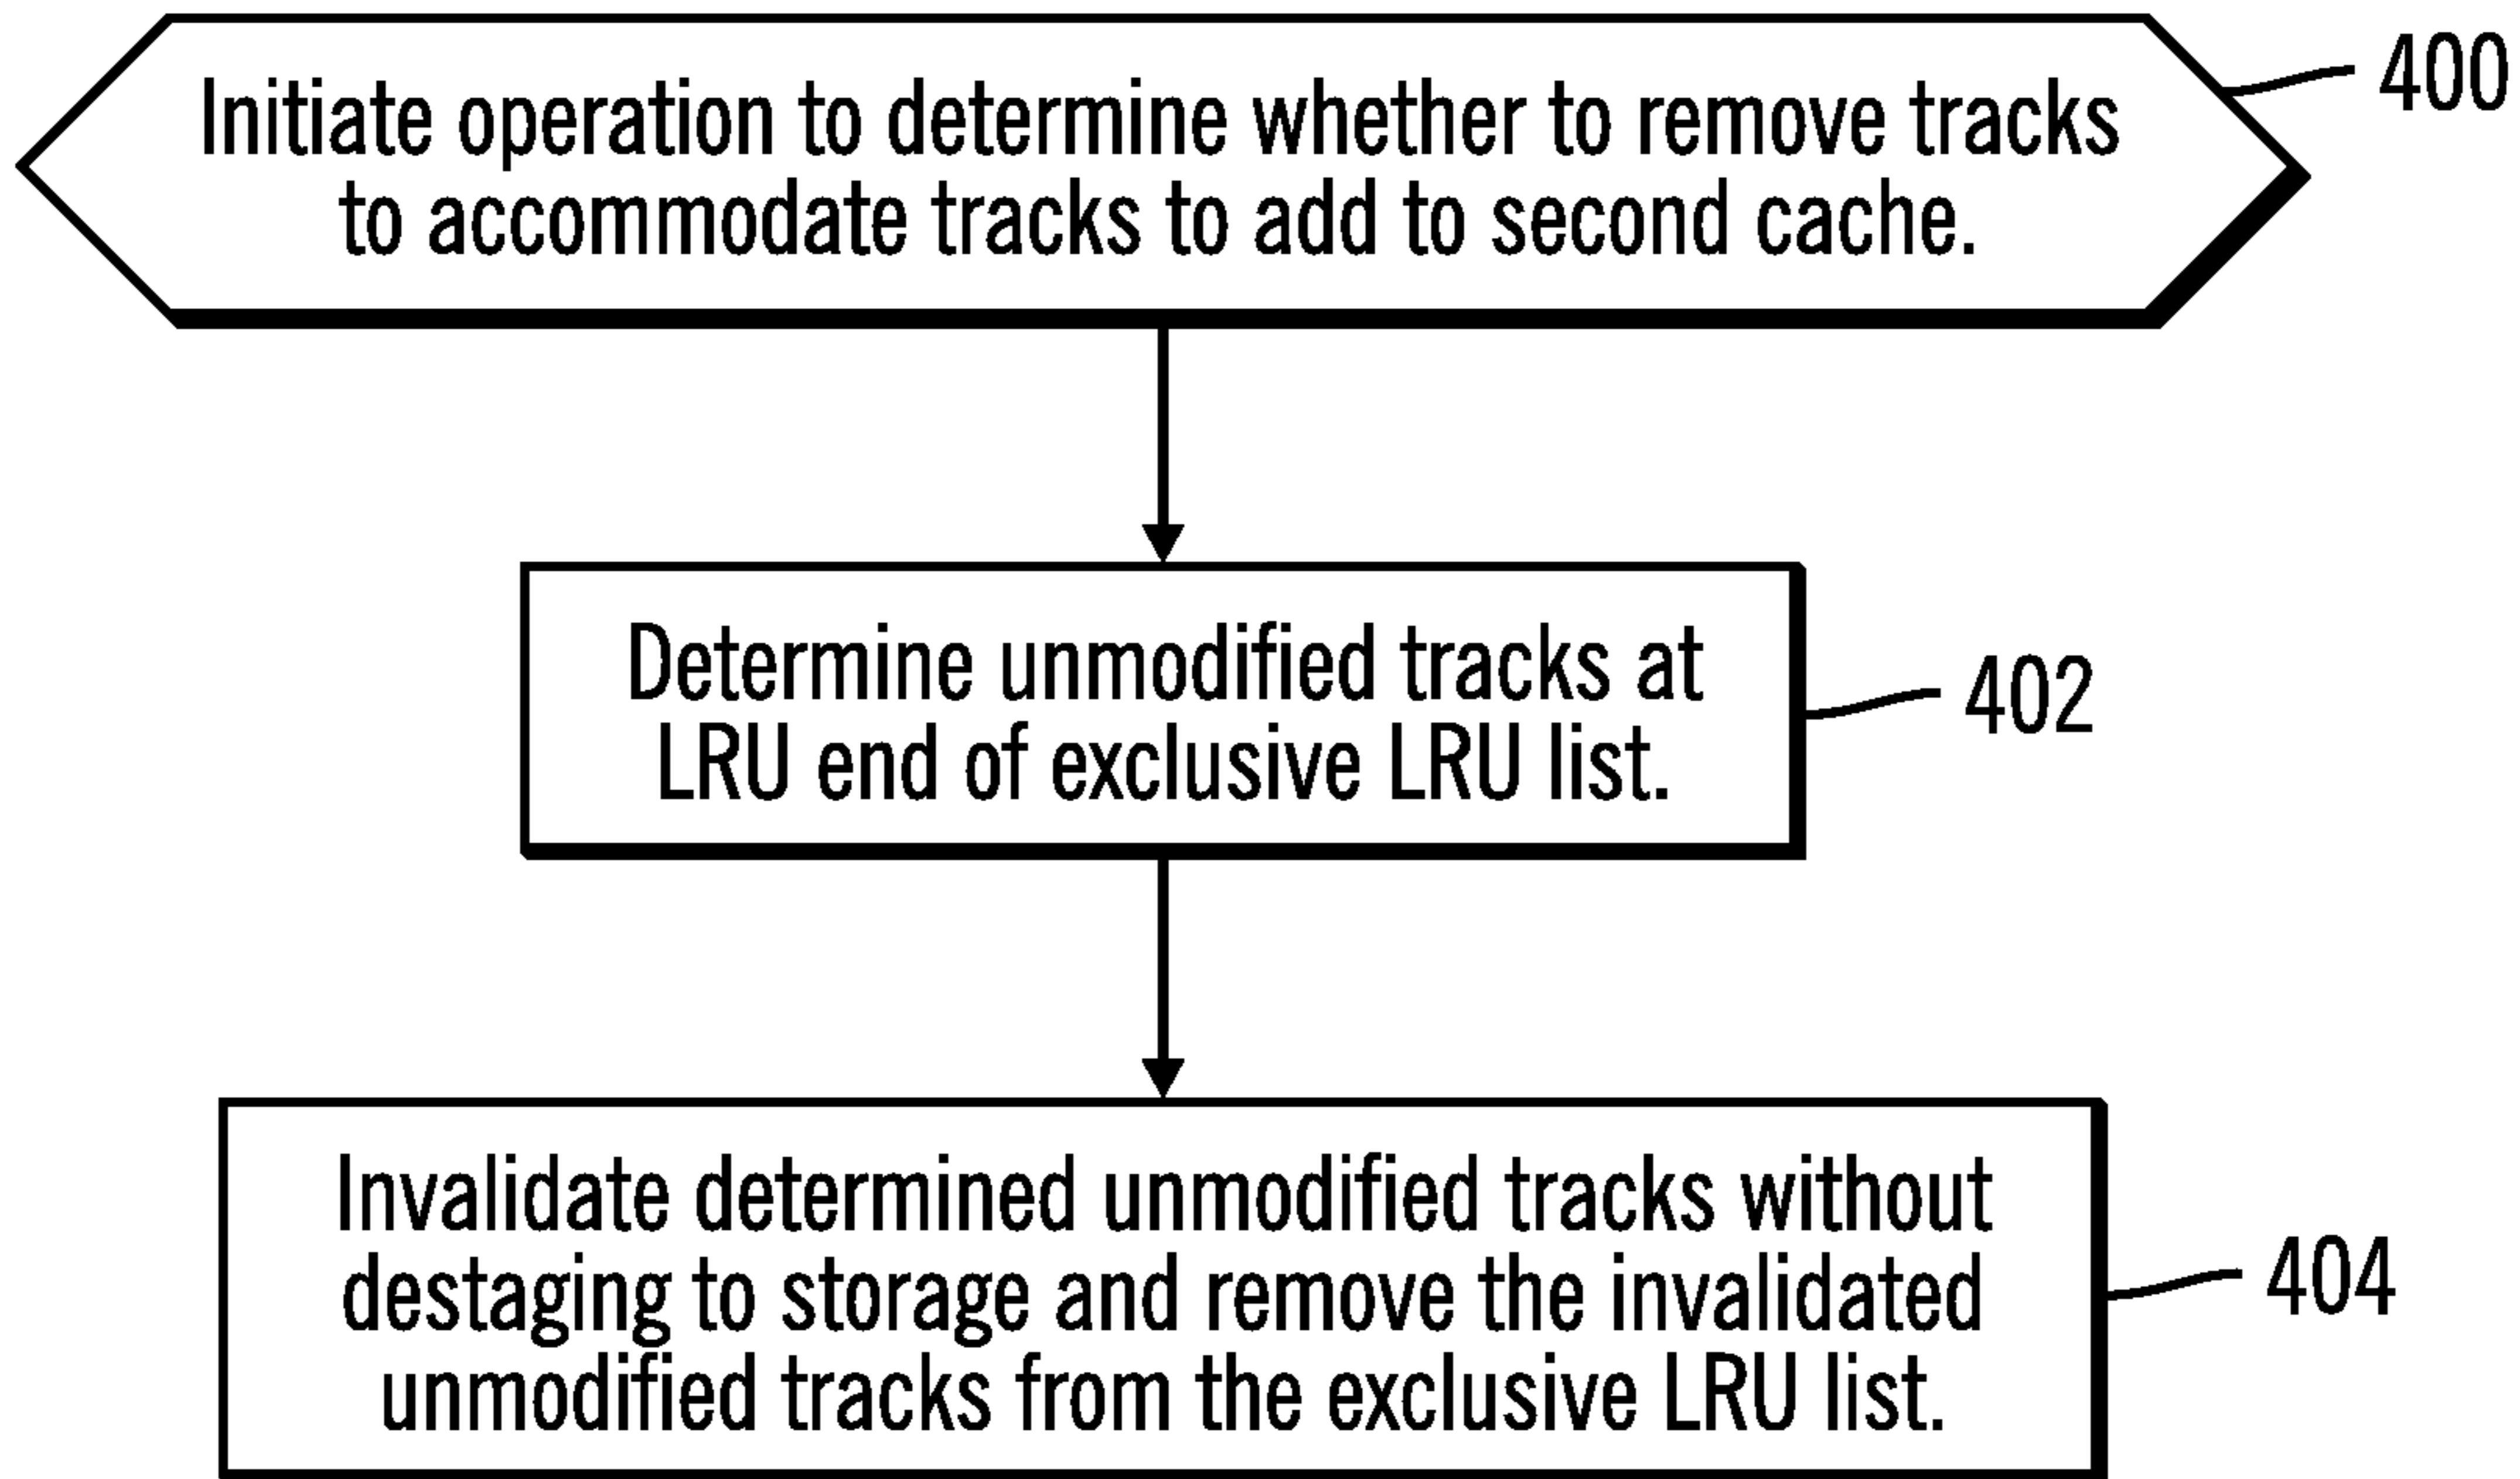 Initiate operation to determine whether to remove tracks
to accommodate tracks to add to second cache.
400
Determine unmodified tracks at
LRU end of exclusive LRU list.
402
Invalidate determined unmodified tracks without
destaging to storage and remove the invalidated
unmodified tracks from the exclusive LRU list.
404